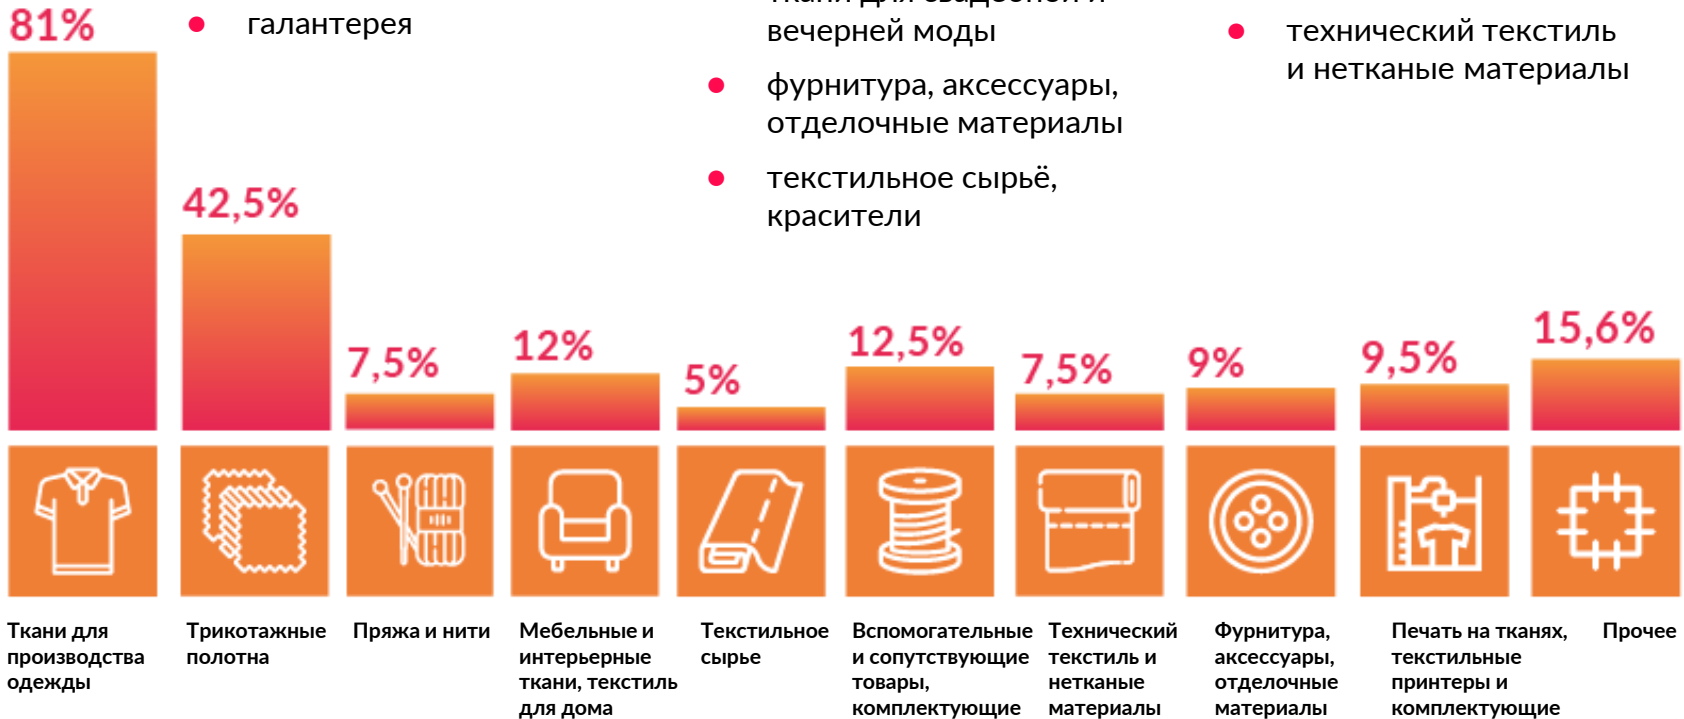 81%
галантерея
ткани для свадебной и
вечерней моды
фурнитура, аксессуары,
отделочные материалы
текстильное сырьё,
красители
технический текстиль
и нетканые материалы
42,5%
7,5%
12%
5%
12,5%
7,5%
9%
9,5%
15,6%
Ткани для
производства
одежды
Трикотажные
полотна
Пряжа и нити
Мебельные и
интерьерные
ткани, текстиль
для дома
Текстильное
сырье
Вспомогательные
и сопутствующие
товары,
комплектующие
Технический
текстиль и
нетканые
материалы
Фурнитура,
аксессуары,
отделочные
материалы
Печать на тканях,
текстильные
принтеры и
комплектующие
Прочее